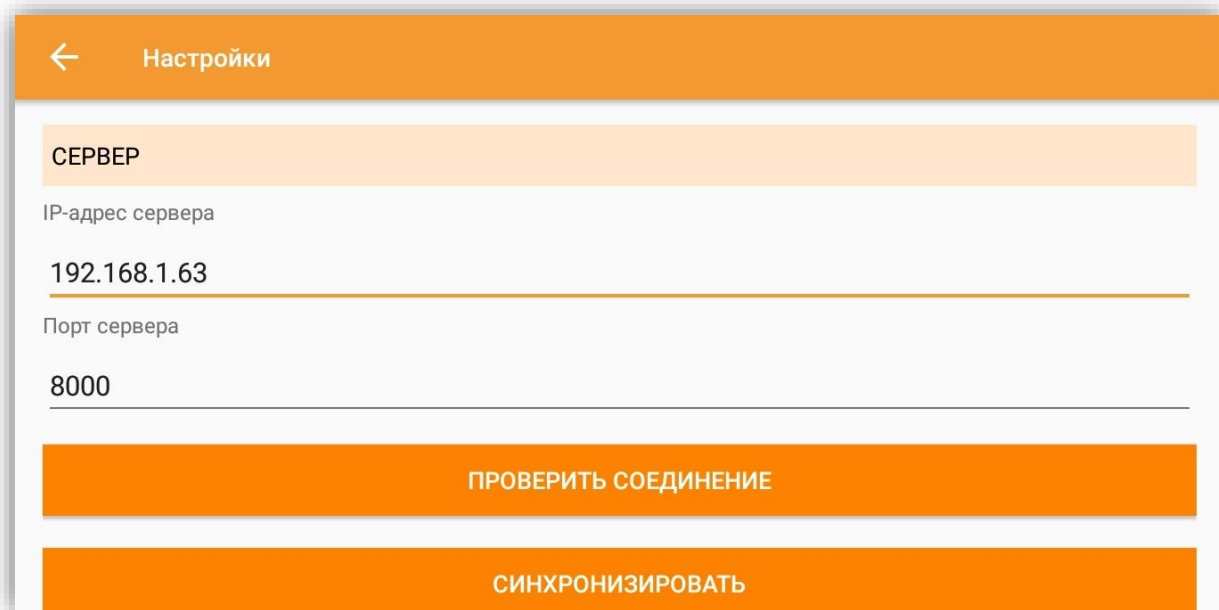 Настройки
СЕРВЕР
IP-адрес сервера
192.168.1.63
Порт сервера
8000
ПРОВЕРИТЬ СОЕДИНЕНИЕ
СИНХРОНИЗИРОВАТЬ